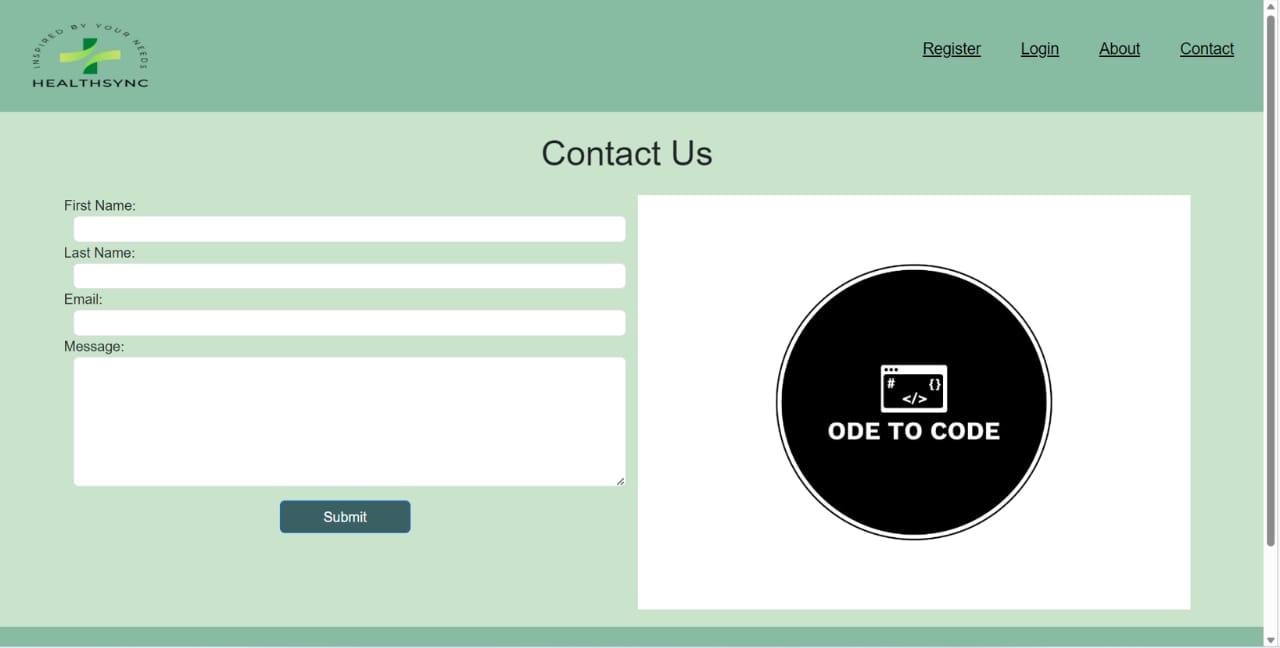 INSPIRED BY YOUR NEEDS
HEALTHSYNC
Register Login About Contact
Contact Us
First Name:
Last Name:
Email:
Message:
Submit
# {}
</>
ODE TO CODE